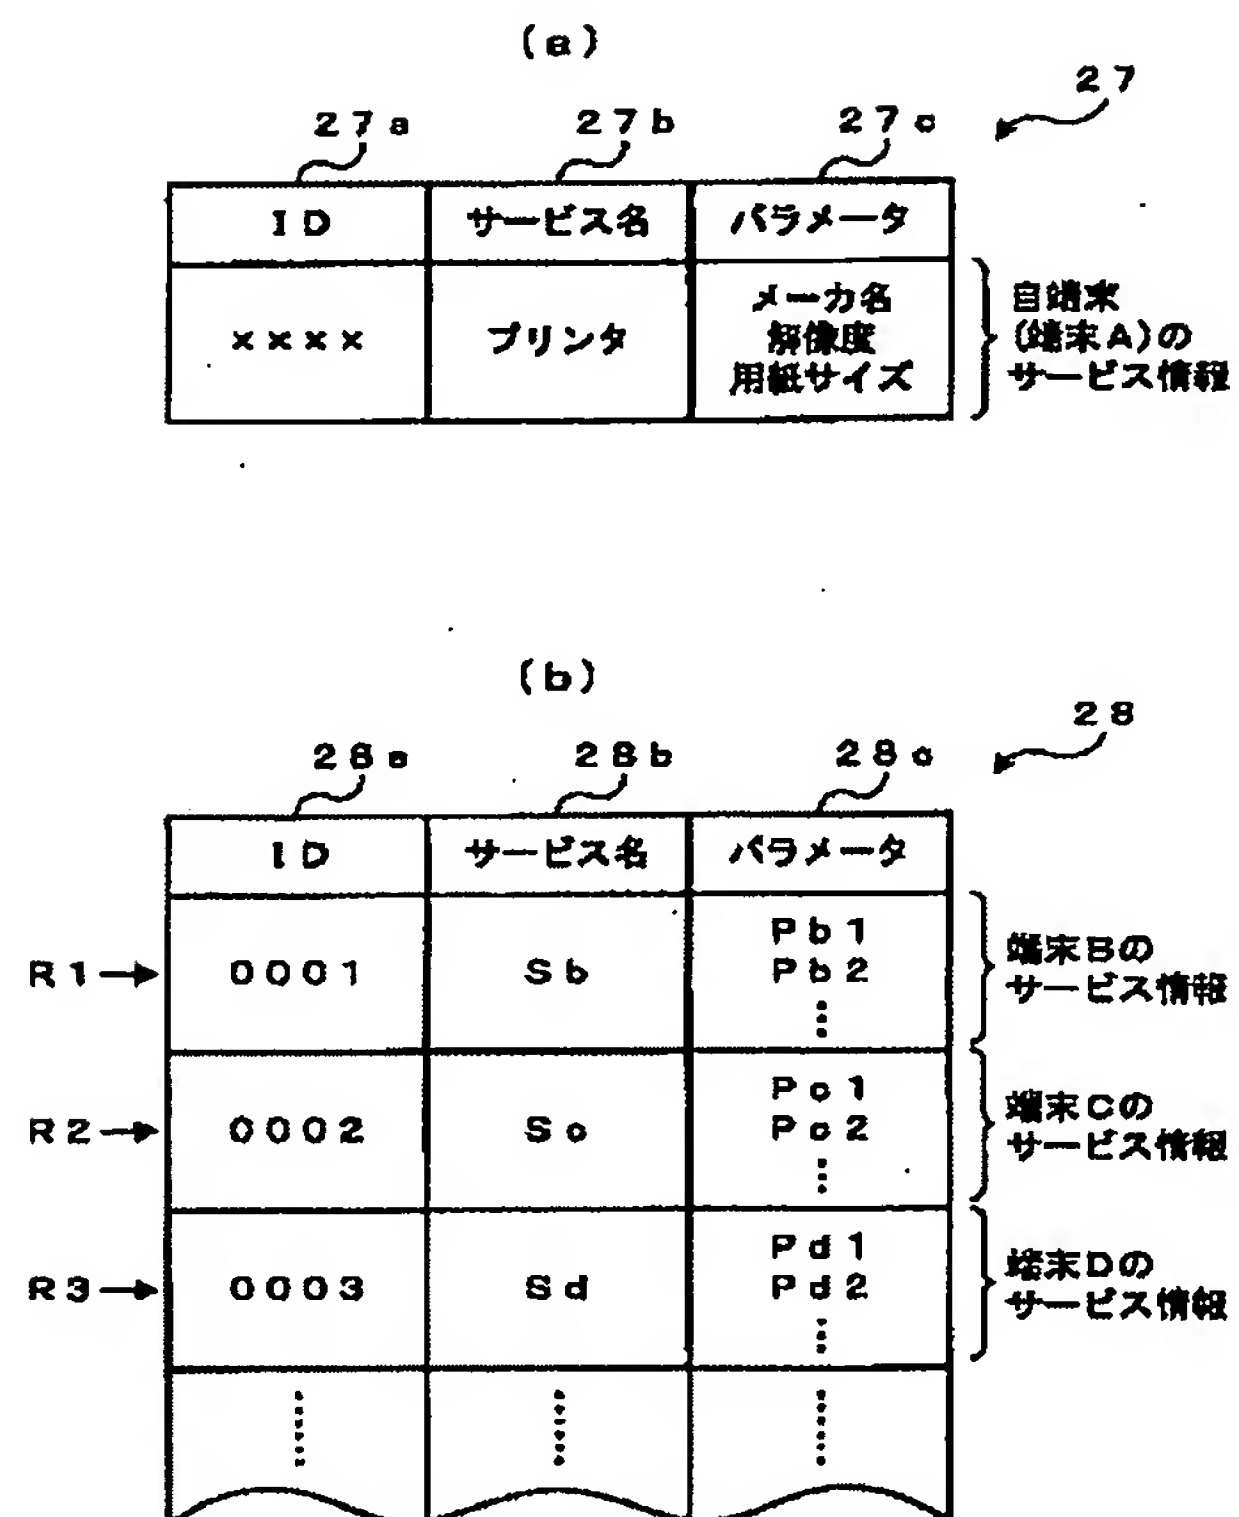 (a)
27
27a 27b 27c
ID サービス名 パラメータ
×××× プリンタ メーカ名
解像度
用紙サイズ
自端末
(端末A)の
サービス情報
(b)
28
28a 28b 28c
ID サービス名 パラメータ
R1 0001 Sb Pb1
Pb2
端末Bの
サービス情報
R2 0002 Sc Pc1
Pc2
端末Cの
サービス情報
R3 0003 Sd Pd1
Pd2
端末Dの
サービス情報